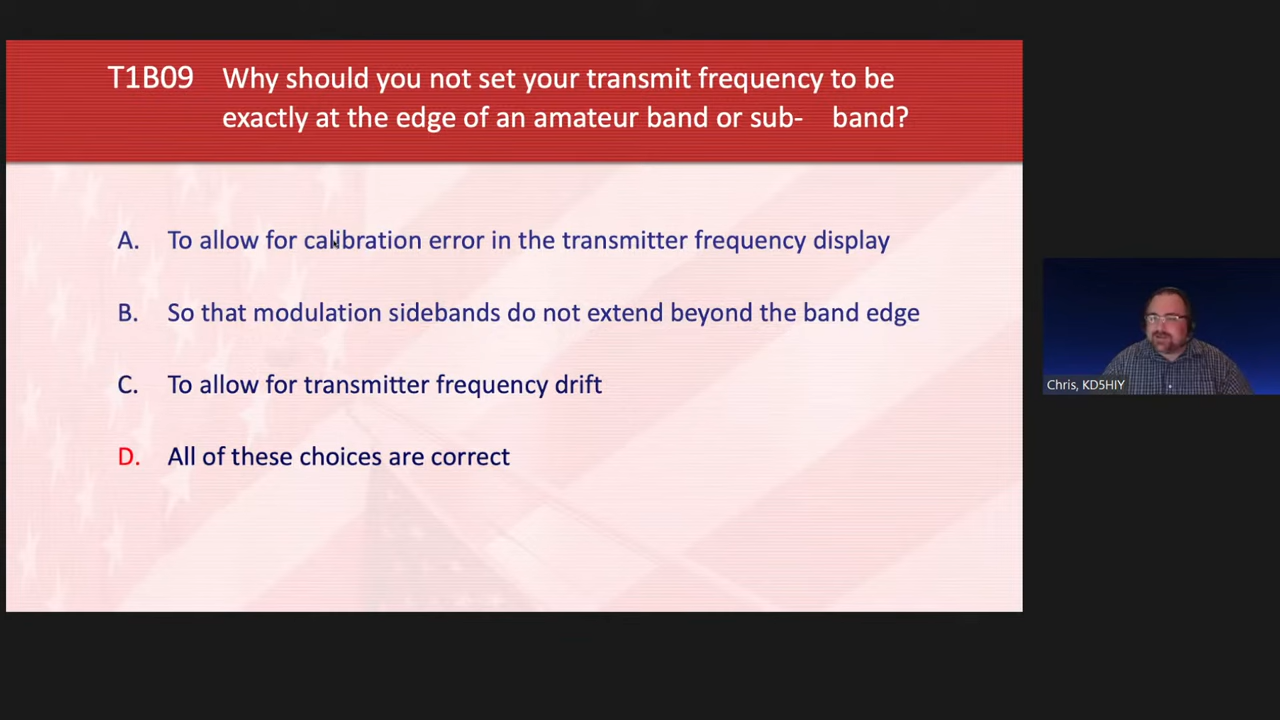 T1B09 Why should you not set your transmit frequency to be
exactly at the edge of an amateur band or sub- band?
A. To allow for calibration error in the transmitter frequency display
B. So that modulation sidebands do not extend beyond the band edge
C. To allow for transmitter frequency drift
D. All of these choices are correct
Chris, KD5HIY